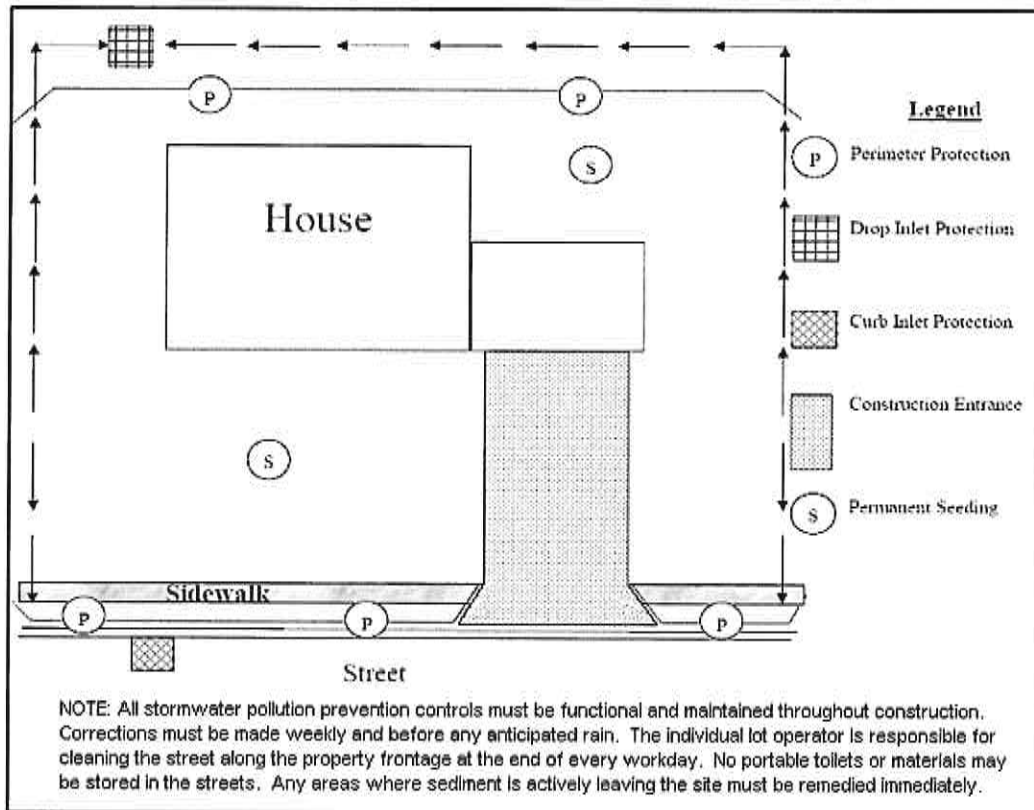 P
P
Legend
P
Perimeter Protection
S
House
Drop Inlet Protection
Curb Inlet Protection
Construction Entrance
S
S
Permanent Seeding
Sidewalk
P
P
P
Street
NOTE: All stormwater pollution prevention controls must be functional and maintained throughout construction.
Corrections must be made weekly and before any anticipated rain. The individual lot operator is responsible for
cleaning the street along the property frontage at the end of every workday. No portable toilets or materials may
be stored in the streets. Any areas where sediment is actively leaving the site must be remedied immediately.